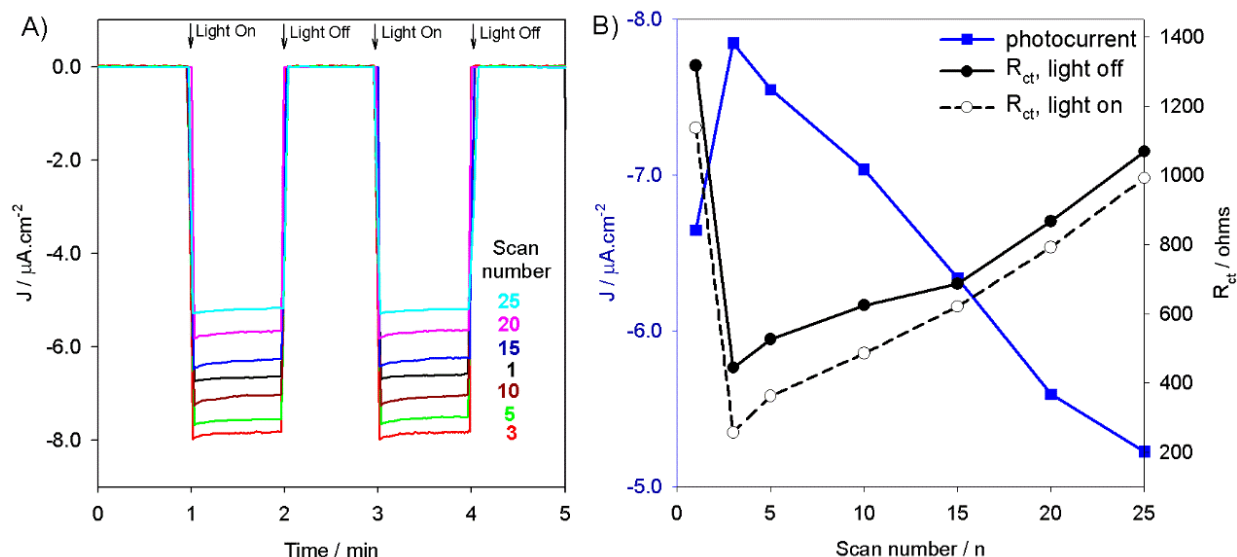 A)
Light On
Light Off
Light On
Light Off
0.0
-2.0
-4.0
-6.0
-8.0
J / μA.cm-2
Scan
number
25
20
15
1
10
5
3
0
1
2
3
4
5
Time / min
B)
photocurrent
Rct, light off
Rct, light on
-8.0
-7.0
-6.0
-5.0
J / μA.cm-2
1400
1200
1000
800
600
400
200
Rct / ohms
0
5
10
15
20
25
Scan number / n